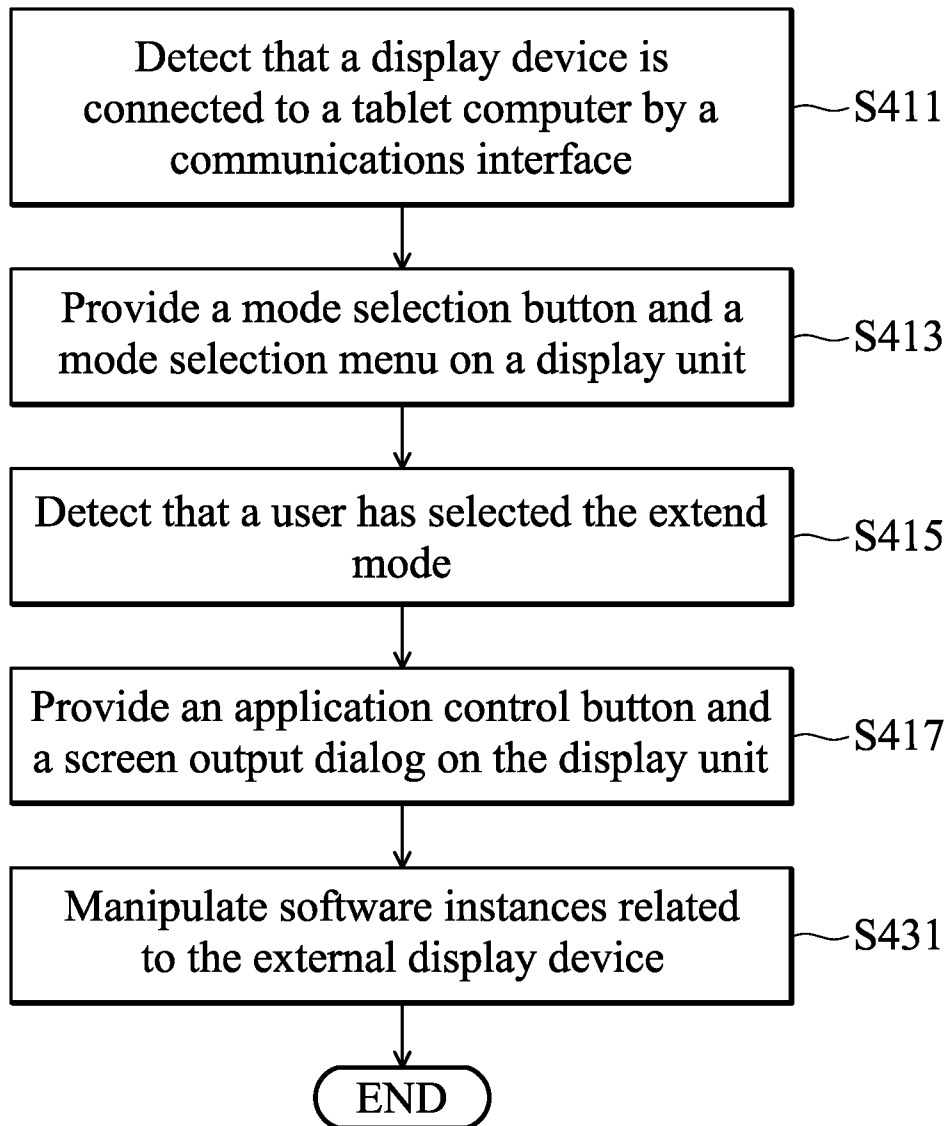 Detect that a display device is
connected to a tablet computer by a
communications interface
S411
Provide a mode selection button and a
mode selection menu on a display unit
S413
Detect that a user has selected the extend
mode
S415
Provide an application control button and
a screen output dialog on the display unit
S417
Manipulate software instances related
to the external display device
S431
END